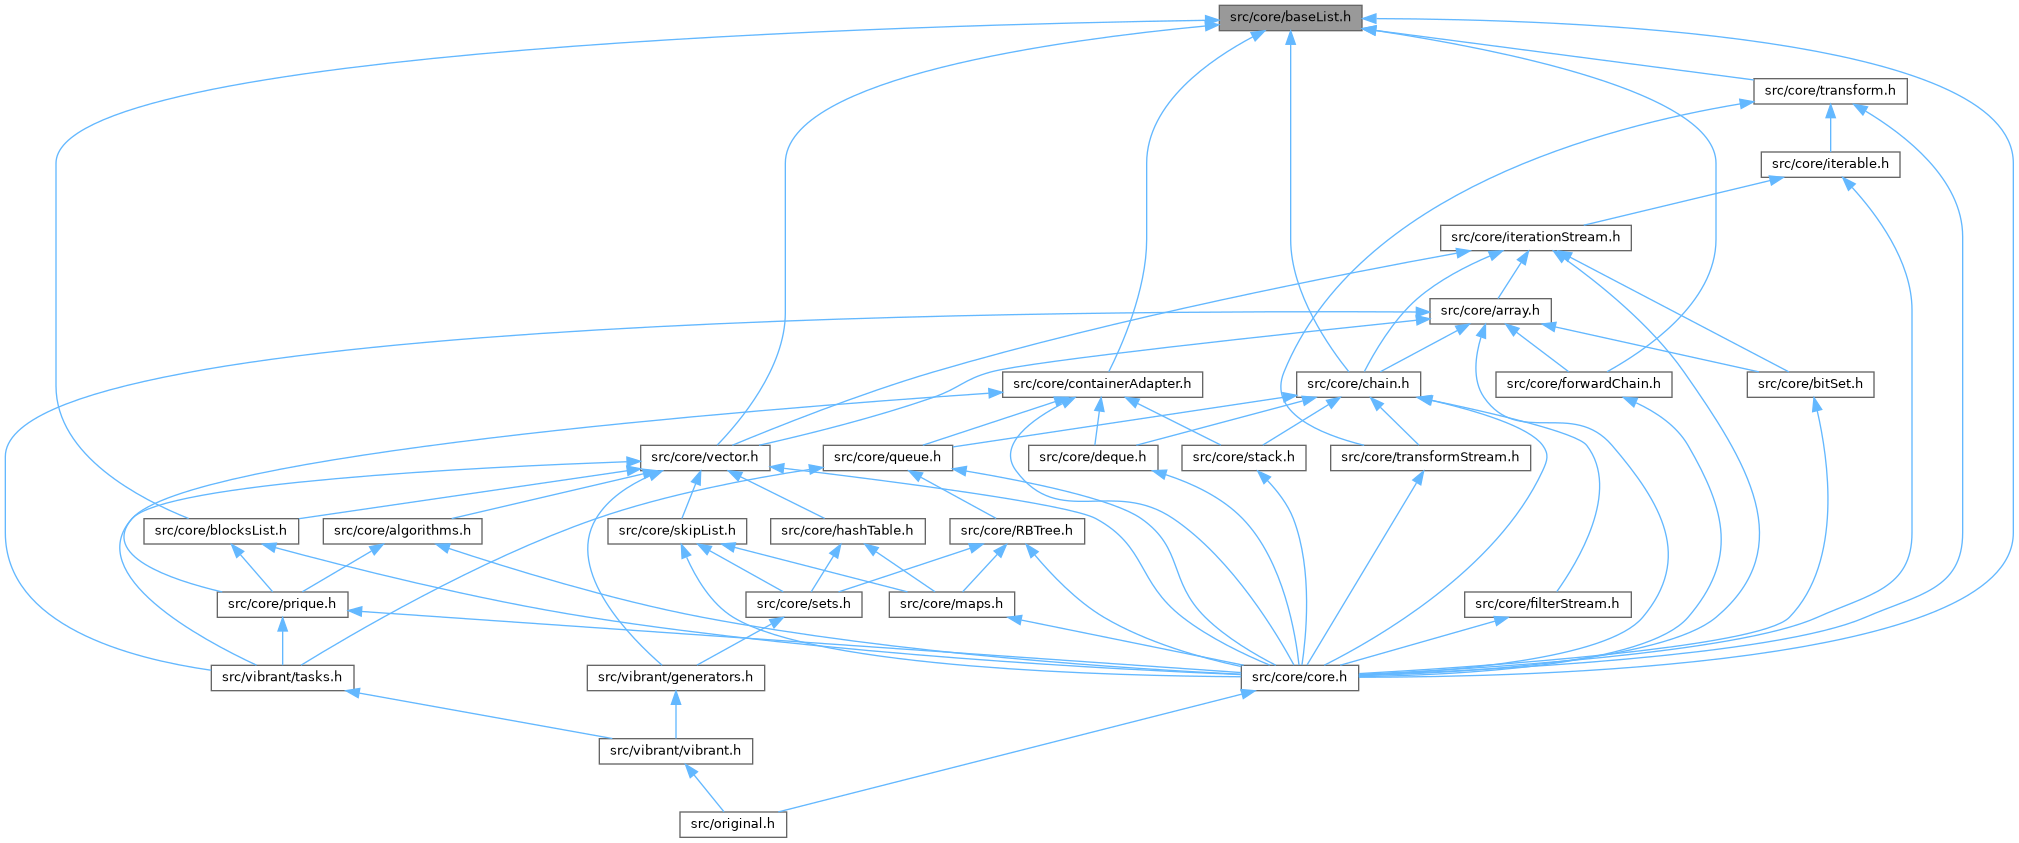 src/core/baseList.h
src/core/transform.h
src/core/iterable.h
src/core/iterationStream.h
src/core/array.h
src/core/containerAdapter.h
src/core/chain.h
src/core/forwardChain.h
src/core/bitSet.h
src/core/vector.h
src/core/queue.h
src/core/deque.h
src/core/stack.h
src/core/transformStream.h
src/core/blocksList.h
src/core/algorithms.h
src/core/skipList.h
src/core/hashTable.h
src/core/RBTree.h
src/core/prique.h
src/core/sets.h
src/core/maps.h
src/core/filterStream.h
src/vibrant/tasks.h
src/vibrant/generators.h
src/core/core.h
src/vibrant/vibrant.h
src/original.h